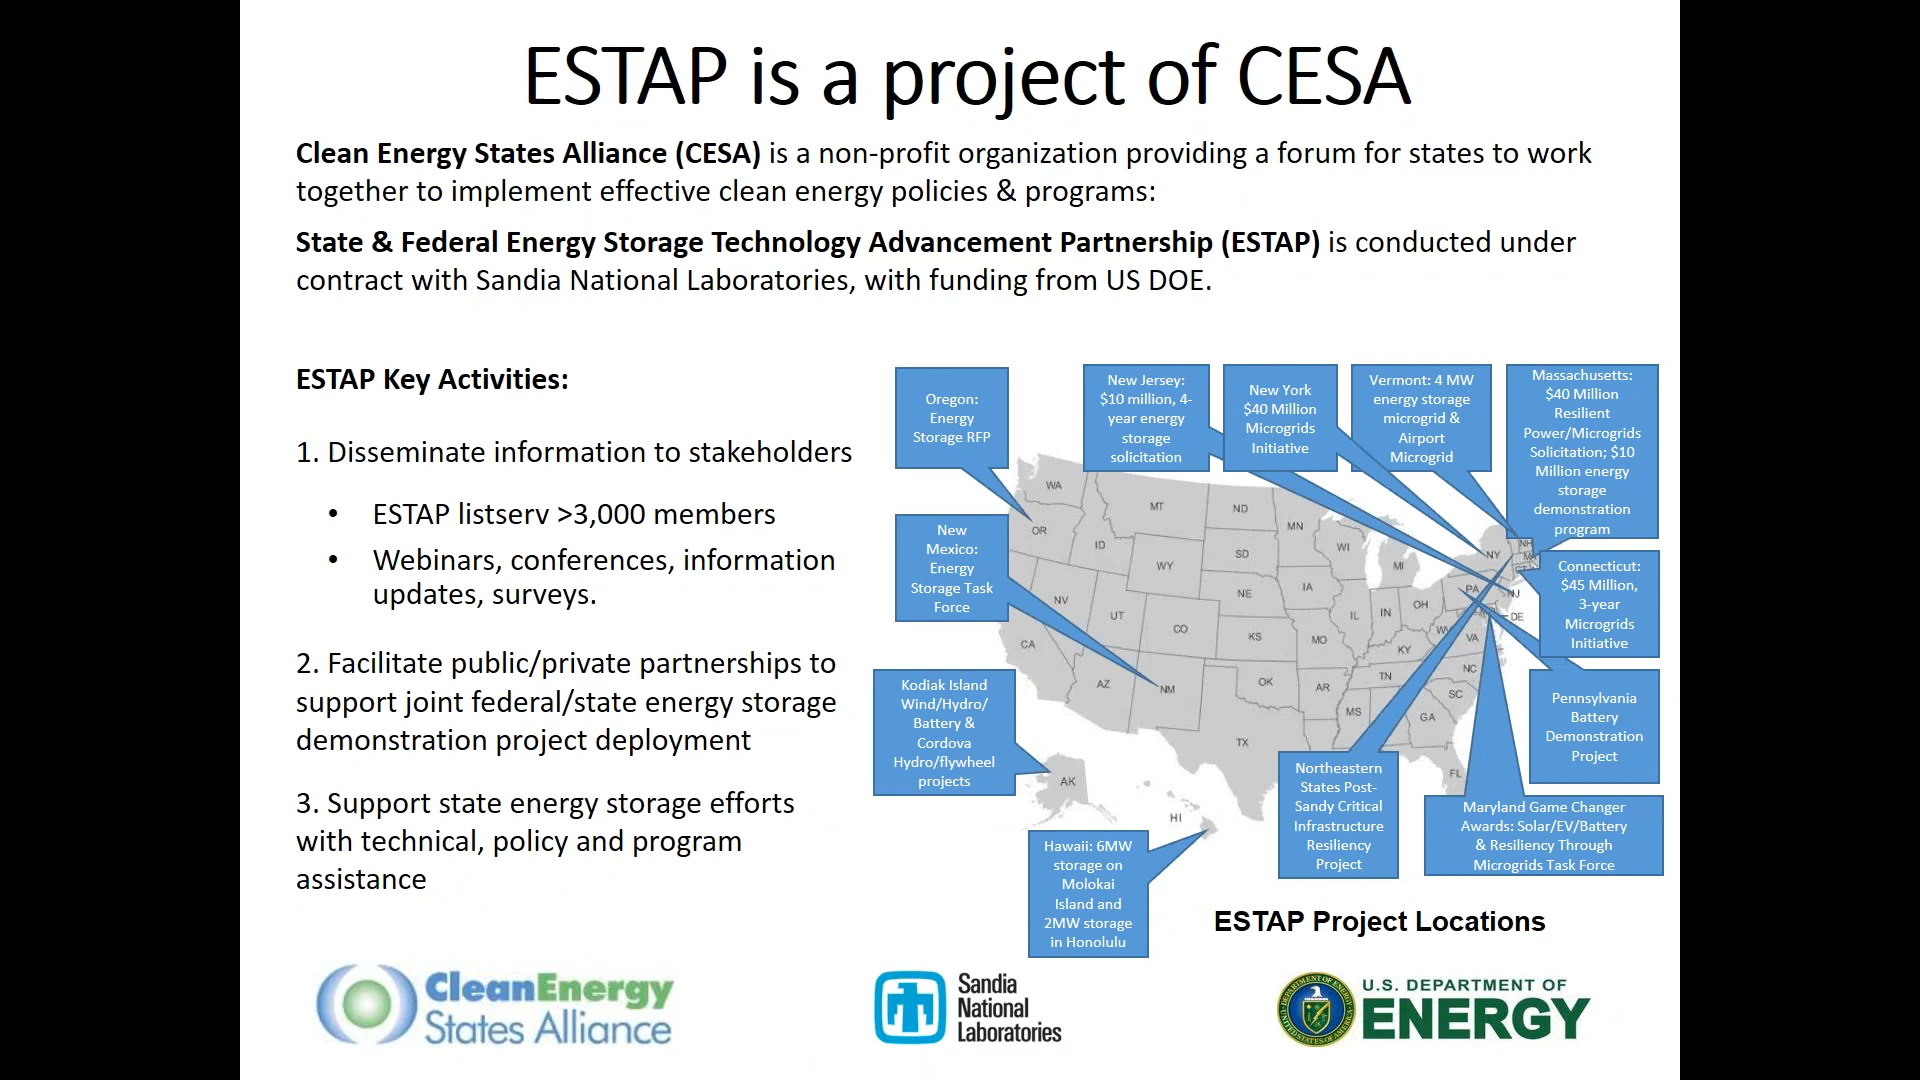 ESTAP is a project of CESA
Clean Energy States Alliance (CESA) is a non-profit organization providing a forum for states to work
together to implement effective clean energy policies & programs:
State & Federal Energy Storage Technology Advancement Partnership (ESTAP) is conducted under
contract with Sandia National Laboratories, with funding from US DOE.
ESTAP Key Activities:
1. Disseminate information to stakeholders
• ESTAP listserv >3,000 members
• Webinars, conferences, information
updates, surveys.
2. Facilitate public/private partnerships to
support joint federal/state energy storage
demonstration project deployment
3. Support state energy storage efforts
with technical, policy and program
assistance
Oregon:
Energy
Storage RFP
New Jersey:
$10 million, 4-
year energy
storage
solicitation
New York
$40 Million
Microgrids
Initiative
Vermont: 4 MW
energy storage
microgrid &
Airport
Microgrid
Massachusetts:
$40 Million
Resilient
Power/Microgrids
Solicitation; $10
Million energy
storage
demonstration
program
New
Mexico:
Energy
Storage Task
Force
Connecticut:
$45 Million,
3-year
Microgrids
Initiative
Kodiak Island
Wind/Hydro/
Battery &
Cordova
Hydro/flywheel
projects
Pennsylvania
Battery
Demonstration
Project
Northeastern
States Post-
Sandy Critical
Infrastructure
Resiliency
Project
Maryland Game Changer
Awards: Solar/EV/Battery
& Resiliency Through
Microgrids Task Force
Hawaii: 6MW
storage on
Molokai
Island and
2MW storage
in Honolulu
WA
MT
ND
MN
OR
ID
SD
WI
MI
NY
NH
MA
CT
WY
NV
UT
NE
IA
IL
IN
OH
PA
NJ
DE
CA
CO
KS
MO
KY
WV
VA
AZ
NM
OK
AR
TN
NC
SC
MS
GA
TX
FL
AK
HI
ESTAP Project Locations
CleanEnergy
States Alliance
Sandia
National
Laboratories
U.S. DEPARTMENT OF
ENERGY